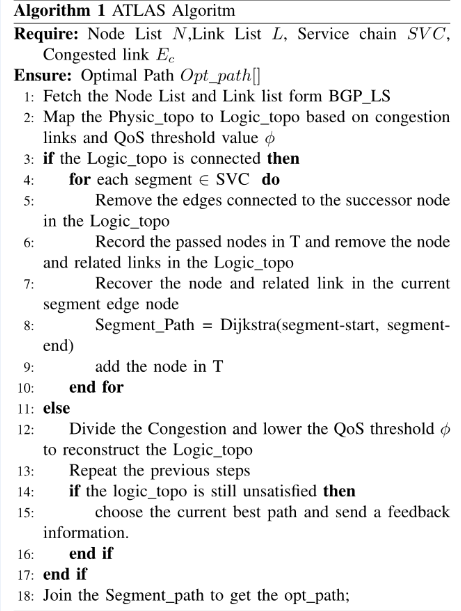 Algorithm 1 ATLAS Algoritm
Require: Node List N,Link List L, Service chain SVC,
Congested link E_c
Ensure: Optimal Path Opt_path[]
1: Fetch the Node List and Link list form BGP_LS
2: Map the Physic_topo to Logic_topo based on congestion
links and QoS threshold value ϕ
3: if the Logic_topo is connected then
4: for each segment ∈ SVC do
5: Remove the edges connected to the successor node
in the Logic_topo
6: Record the passed nodes in T and remove the node
and related links in the Logic_topo
7: Recover the node and related link in the current
segment edge node
8: Segment_Path = Dijkstra(segment-start, segment-
end)
9: add the node in T
10: end for
11: else
12: Divide the Congestion and lower the QoS threshold ϕ
to reconstruct the Logic_topo
13: Repeat the previous steps
14: if the logic_topo is still unsatisfied then
15: choose the current best path and send a feedback
information.
16: end if
17: end if
18: Join the Segment_path to get the opt_path;